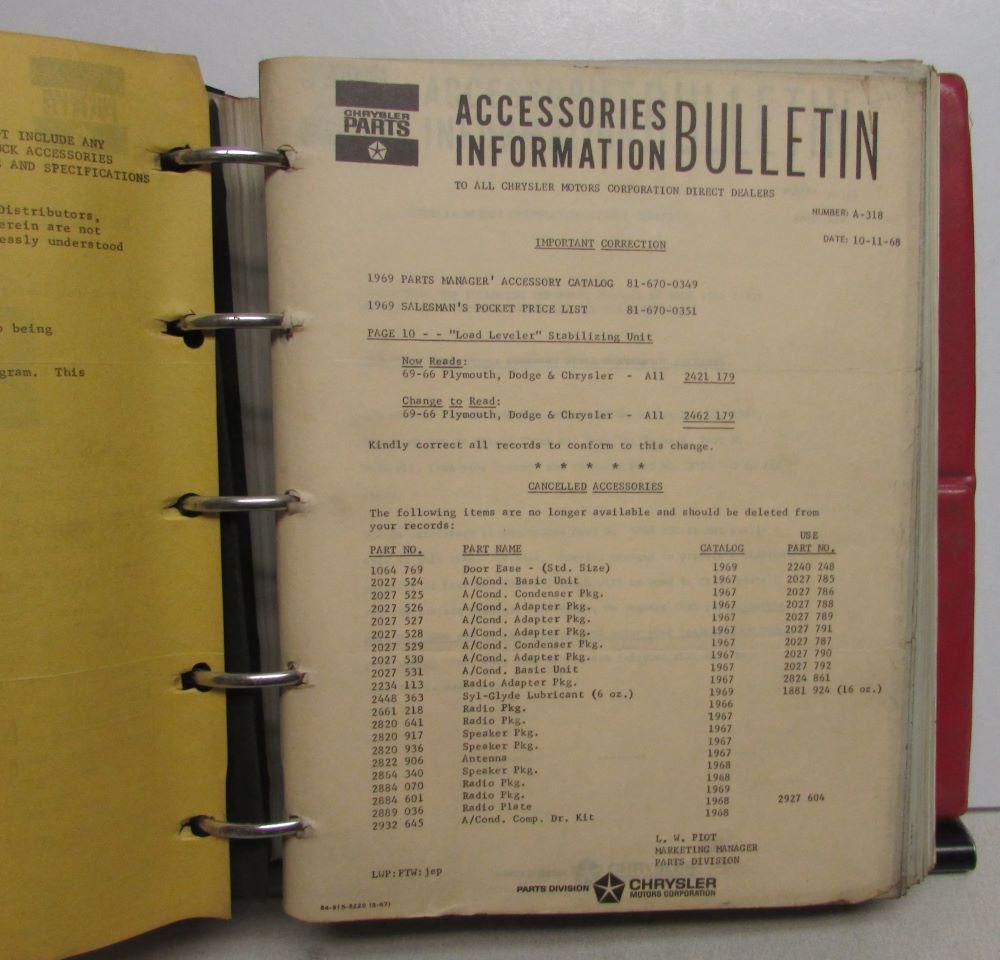 OT INCLUDE ANY
UCK ACCESSORIES
S AND SPECIFICATIONS
Distributors,
erein are not
essly understood
being
gram. This
CHRYSLER
PARTS
ACCESSORIES
INFORMATION BULLETIN
TO ALL CHRYSLER MOTORS CORPORATION DIRECT DEALERS
NUMBER: A-318
DATE: 10-11-68
IMPORTANT CORRECTION
1969 PARTS MANAGER' ACCESSORY CATALOG 81-670-0349
1969 SALESMAN'S POCKET PRICE LIST 81-670-0351
PAGE 10 - - "Load Leveler" Stabilizing Unit
Now Reads:
69-66 Plymouth, Dodge & Chrysler - All 2421 179
Change to Read:
69-66 Plymouth, Dodge & Chrysler - All 2462 179
Kindly correct all records to conform to this change.
* * * * *
CANCELLED ACCESSORIES
The following items are no longer available and should be deleted from
your records:
USE
PART NO. PART NAME CATALOG PART NO.
1064 769 Door Ease - (Std. Size) 1969 2240 248
2027 524 A/Cond. Basic Unit 1967 2027 785
2027 525 A/Cond. Condenser Pkg. 1967 2027 786
2027 526 A/Cond. Adapter Pkg. 1967 2027 788
2027 527 A/Cond. Adapter Pkg. 1967 2027 789
2027 528 A/Cond. Adapter Pkg. 1967 2027 791
2027 529 A/Cond. Condenser Pkg. 1967 2027 787
2027 530 A/Cond. Adapter Pkg. 1967 2027 790
2027 531 A/Cond. Basic Unit 1967 2027 792
2234 113 Radio Adapter Pkg. 1967 2824 861
2448 363 Syl-Glyde Lubricant (6 oz.) 1969 1881 924 (16 oz.)
2661 218 Radio Pkg. 1966
2820 641 Radio Pkg. 1967
2820 917 Speaker Pkg. 1967
2820 936 Speaker Pkg. 1967
2822 906 Antenna 1967
2864 340 Speaker Pkg. 1968
2884 070 Radio Pkg. 1968
2884 601 Radio Pkg. 1969
2889 036 Radio Plate 1968 2927 604
2932 645 A/Cond. Comp. Dr. Kit 1968
L. W. PIOT
MARKETING MANAGER
PARTS DIVISION
LWP:PTW:jep
PARTS DIVISION CHRYSLER
MOTORS CORPORATION
84-815-8220 (8-67)